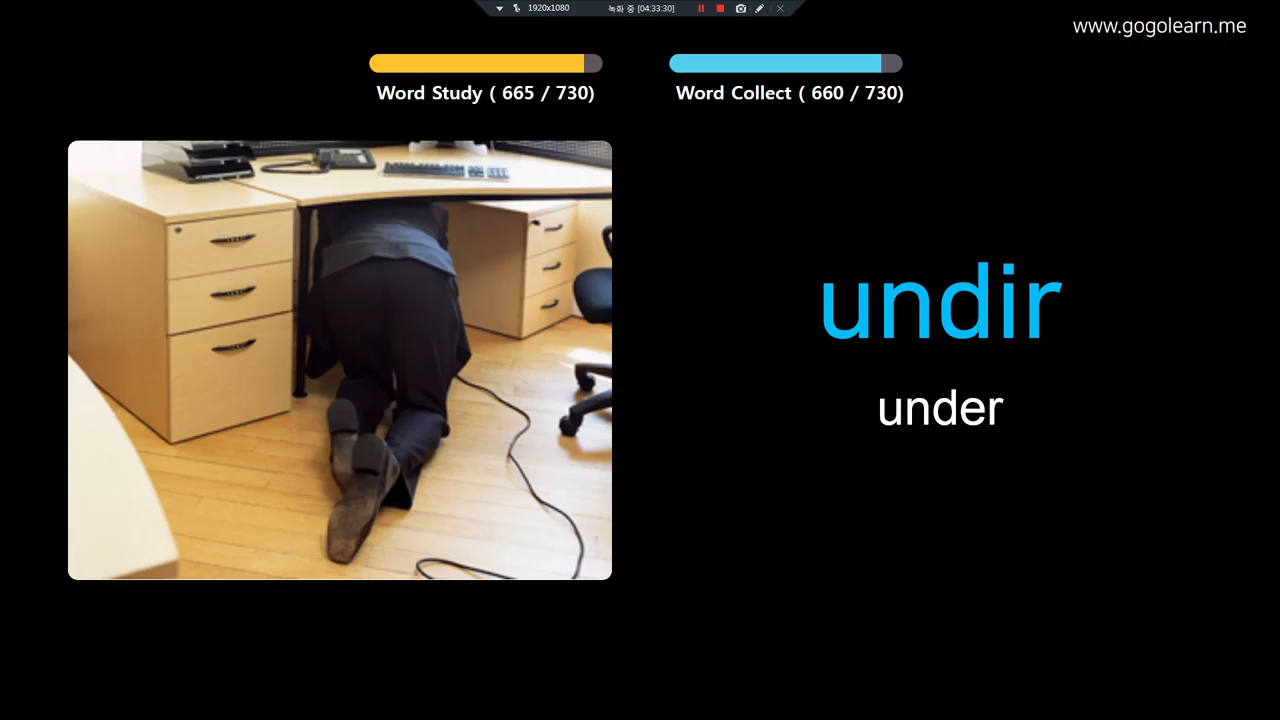 1920x1080 녹화 중 [04:33:30]
www.gogolearn.me
Word Study ( 665 / 730)
Word Collect ( 660 / 730)
undir
under